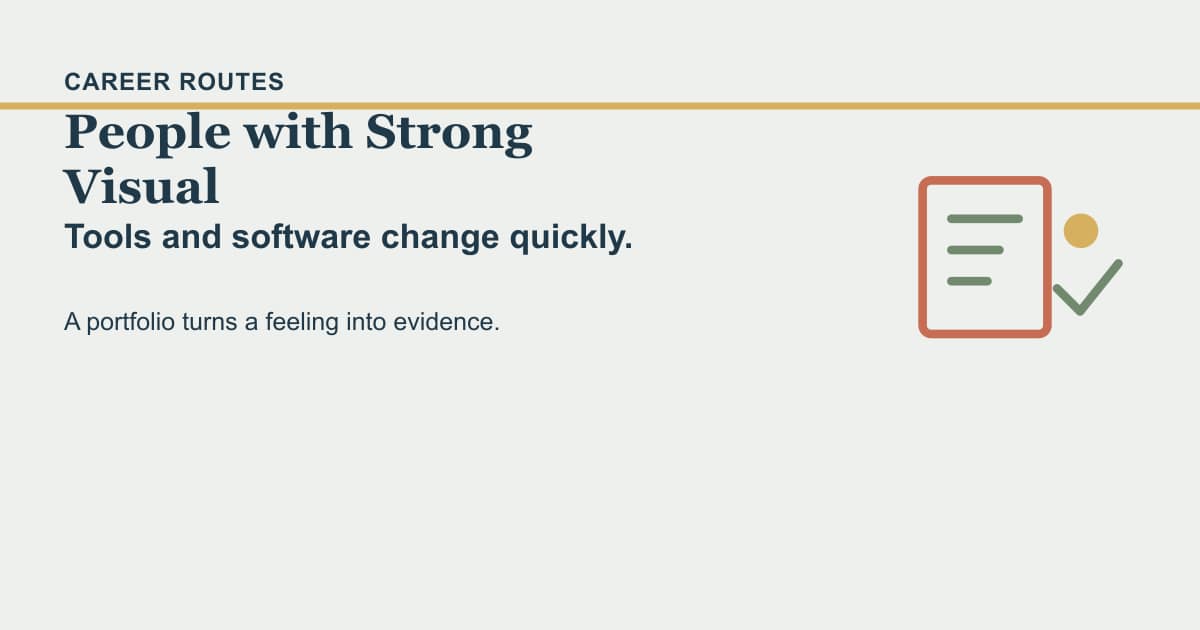 CAREER ROUTES
People with Strong
Visual
Tools and software change quickly.
A portfolio turns a feeling into evidence.